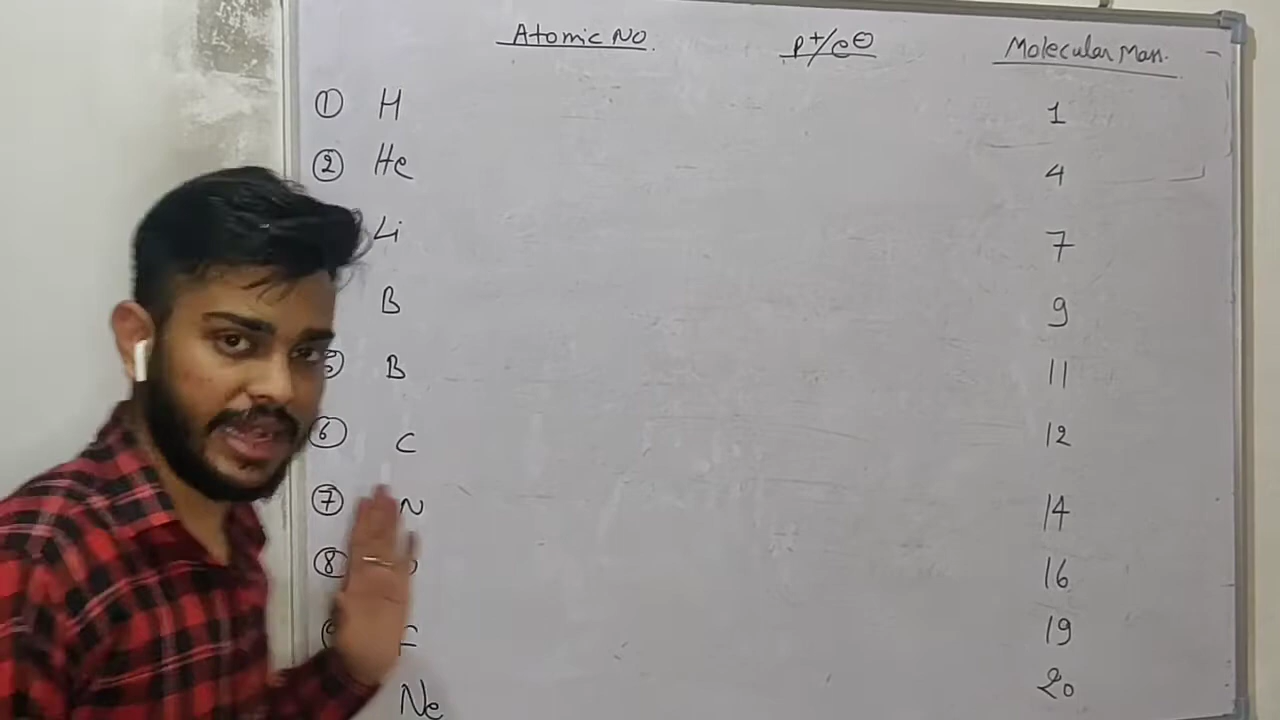 Atomic No. P+/e⊖ Molecular Mass.
① H 1
② He 4
Li 7
B 9
B 11
⑥ C 12
⑦ N 14
⑧ 16
F 19
Ne 20